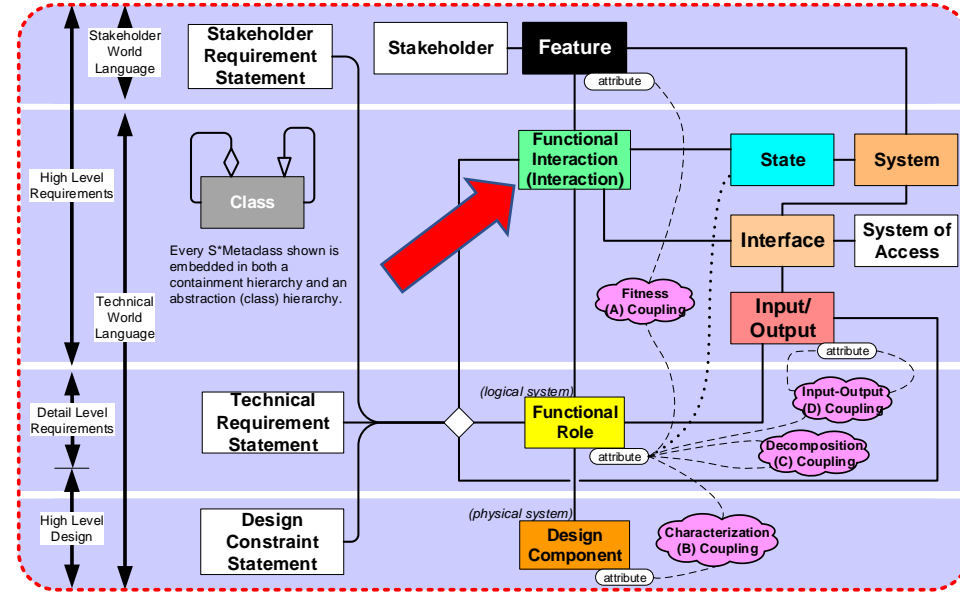 Stakeholder
World
Language
High Level
Requirements
Technical
World
Language
Detail Level
Requirements
High Level
Design
Stakeholder
Requirement
Statement
Stakeholder
Feature
attribute
Functional
Interaction
(Interaction)
State
System
Class
Every S*Metaclass shown is
embedded in both a
containment hierarchy and an
abstraction (class) hierarchy.
Interface
System of
Access
Fitness
(A) Coupling
Input/
Output
attribute
Technical
Requirement
Statement
(logical system)
Functional
Role
attribute
Input-Output
(D) Coupling
Decomposition
(C) Coupling
Design
Constraint
Statement
(physical system)
Design
Component
attribute
Characterization
(B) Coupling